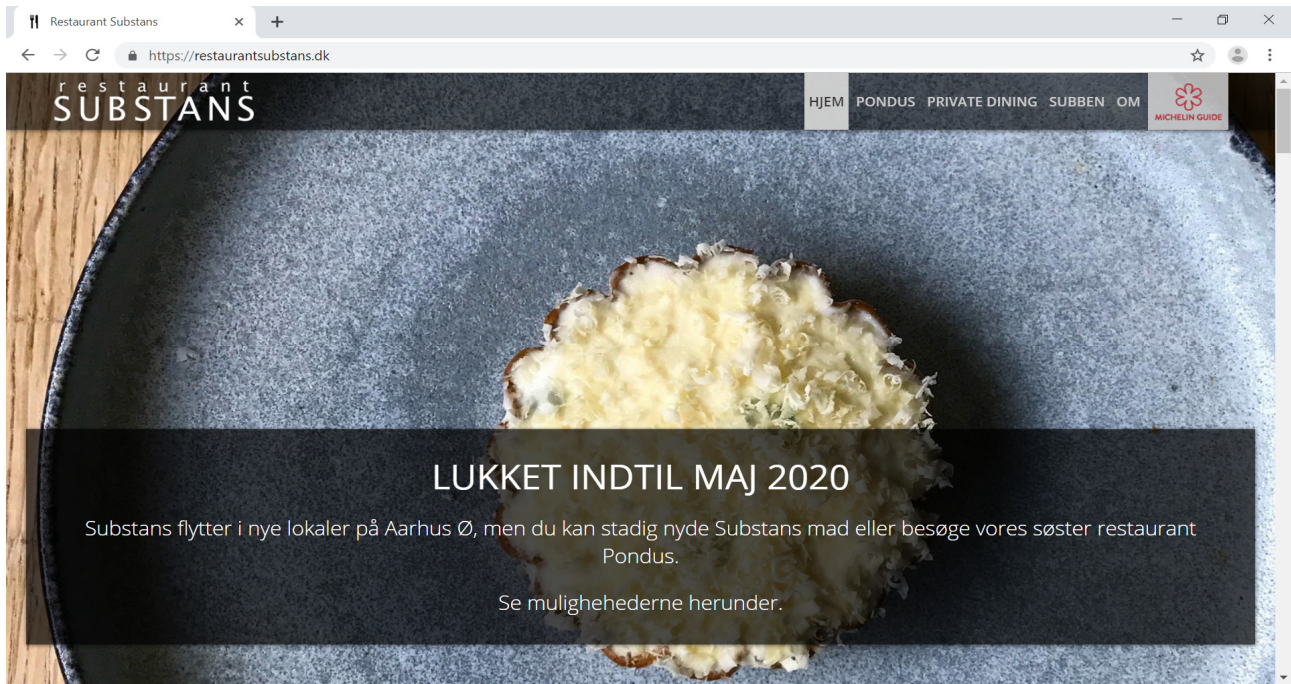 Restaurant Substans
https://restaurantsubstans.dk
restaurant
SUBSTANS
HJEM PONDUS PRIVATE DINING SUBBEN OM
MICHELIN GUIDE
LUKKET INDTIL MAJ 2020
Substans flytter i nye lokaler på Aarhus Ø, men du kan stadig nyde Substans mad eller besøge vores søster restaurant
Pondus.
Se mulighehederne herunder.